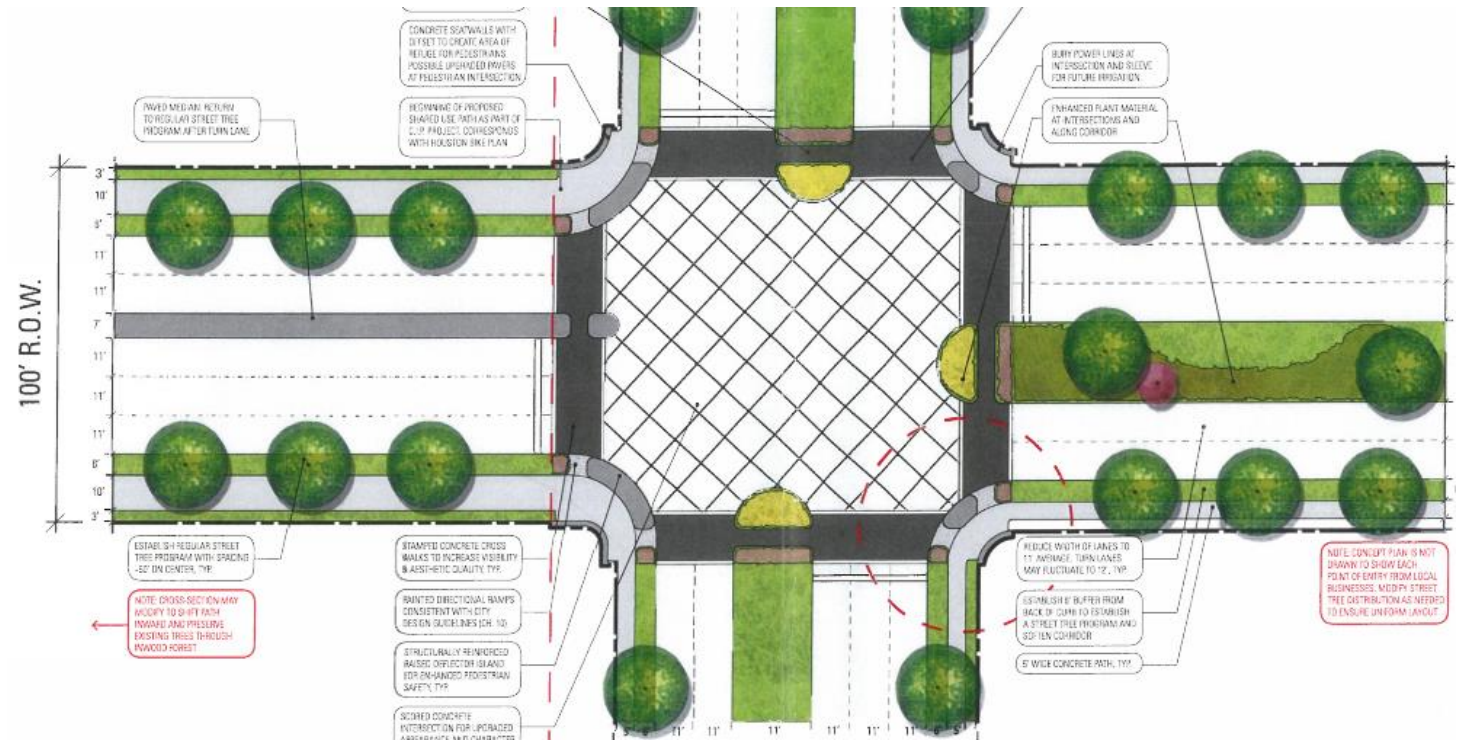 CONCRETE SEATWALLS WITH
OFFSET TO CREATE AREA OF
REFUGE FOR PEDESTRIANS.
POSSIBLE UPGRADED PAVERS
AT PEDESTRIAN INTERSECTION
BURY POWER LINES AT
INTERSECTION AND SLEEVE
FOR FUTURE IRRIGATION
PAVED MEDIAN. RETURN
TO REGULAR STREET TREE
PROGRAM AFTER TURN LANE
BEGINNING OF PROPOSED
SHARED USE PATH AS PART OF
C.I.P. PROJECT. CORRESPONDS
WITH HOUSTON BIKE PLAN
ENHANCED PLANT MATERIAL
AT INTERSECTIONS AND
ALONG CORRIDOR
100' R.O.W.
3'
10'
11'
11'
7'
11'
11'
11'
10'
3'
ESTABLISH REGULAR STREET
TREE PROGRAM WITH SPACING
ON CENTER, TYP.
NOTE: CROSS-SECTION MAY
MODIFY TO SHIFT PATH
INWARD AND PRESERVE
EXISTING TREES THROUGH
INWOOD FOREST
STAMPED CONCRETE CROSS
WALKS TO INCREASE VISIBILITY
& AESTHETIC QUALITY, TYP.
PAINTED DIRECTIONAL RAMPS
CONSISTENT WITH CITY
DESIGN GUIDELINES (CH. 10)
STRUCTURALLY REINFORCED
RAISED DEFLECTOR ISLAND
FOR ENHANCED PEDESTRIAN
SAFETY, TYP.
SCORED CONCRETE
INTERSECTION FOR UPGRADED
APPEARANCE AND CHARACTER
REDUCE WIDTH OF LANES TO
11' AVERAGE. TURN LANES
MAY FLUCTUATE TO 12', TYP.
ESTABLISH 6' BUFFER FROM
BACK OF CURB TO ESTABLISH
A STREET TREE PROGRAM AND
SOFTEN CORRIDOR
5' WIDE CONCRETE PATH, TYP.
NOTE: CONCEPT PLAN IS NOT
DRAWN TO SHOW EACH
POINT OF ENTRY FROM LOCAL
BUSINESSES. MODIFY STREET
TREE DISTRIBUTION AS NEEDED
TO ENSURE UNIFORM LAYOUT
11' 11' 11' 11' 11' 11'